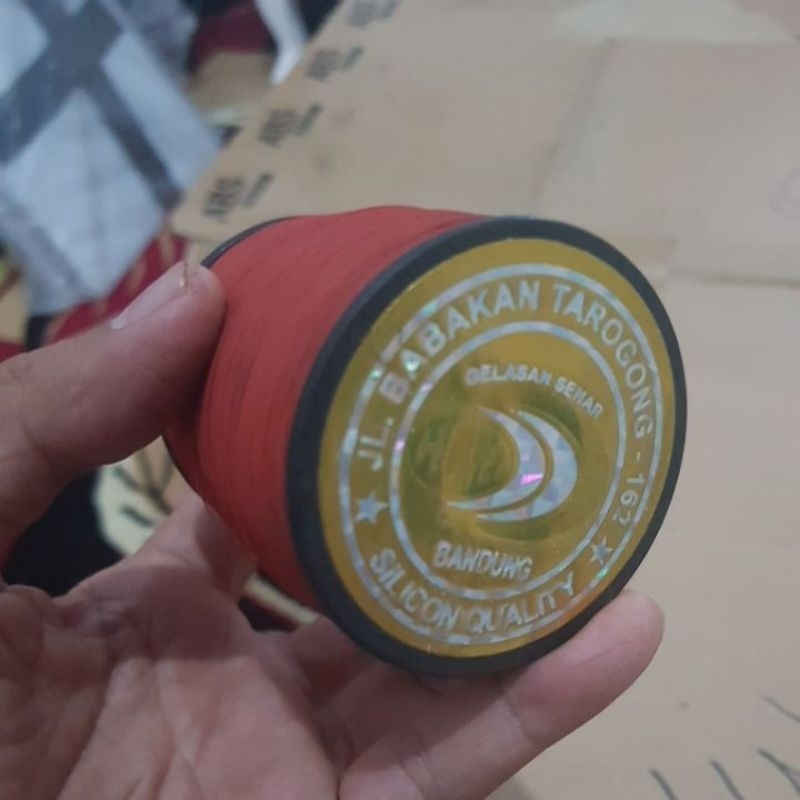 JL. BABAKAN TAROGONG - 162
GELASAN SENAR
BANDUNG
SILICON QUALITY